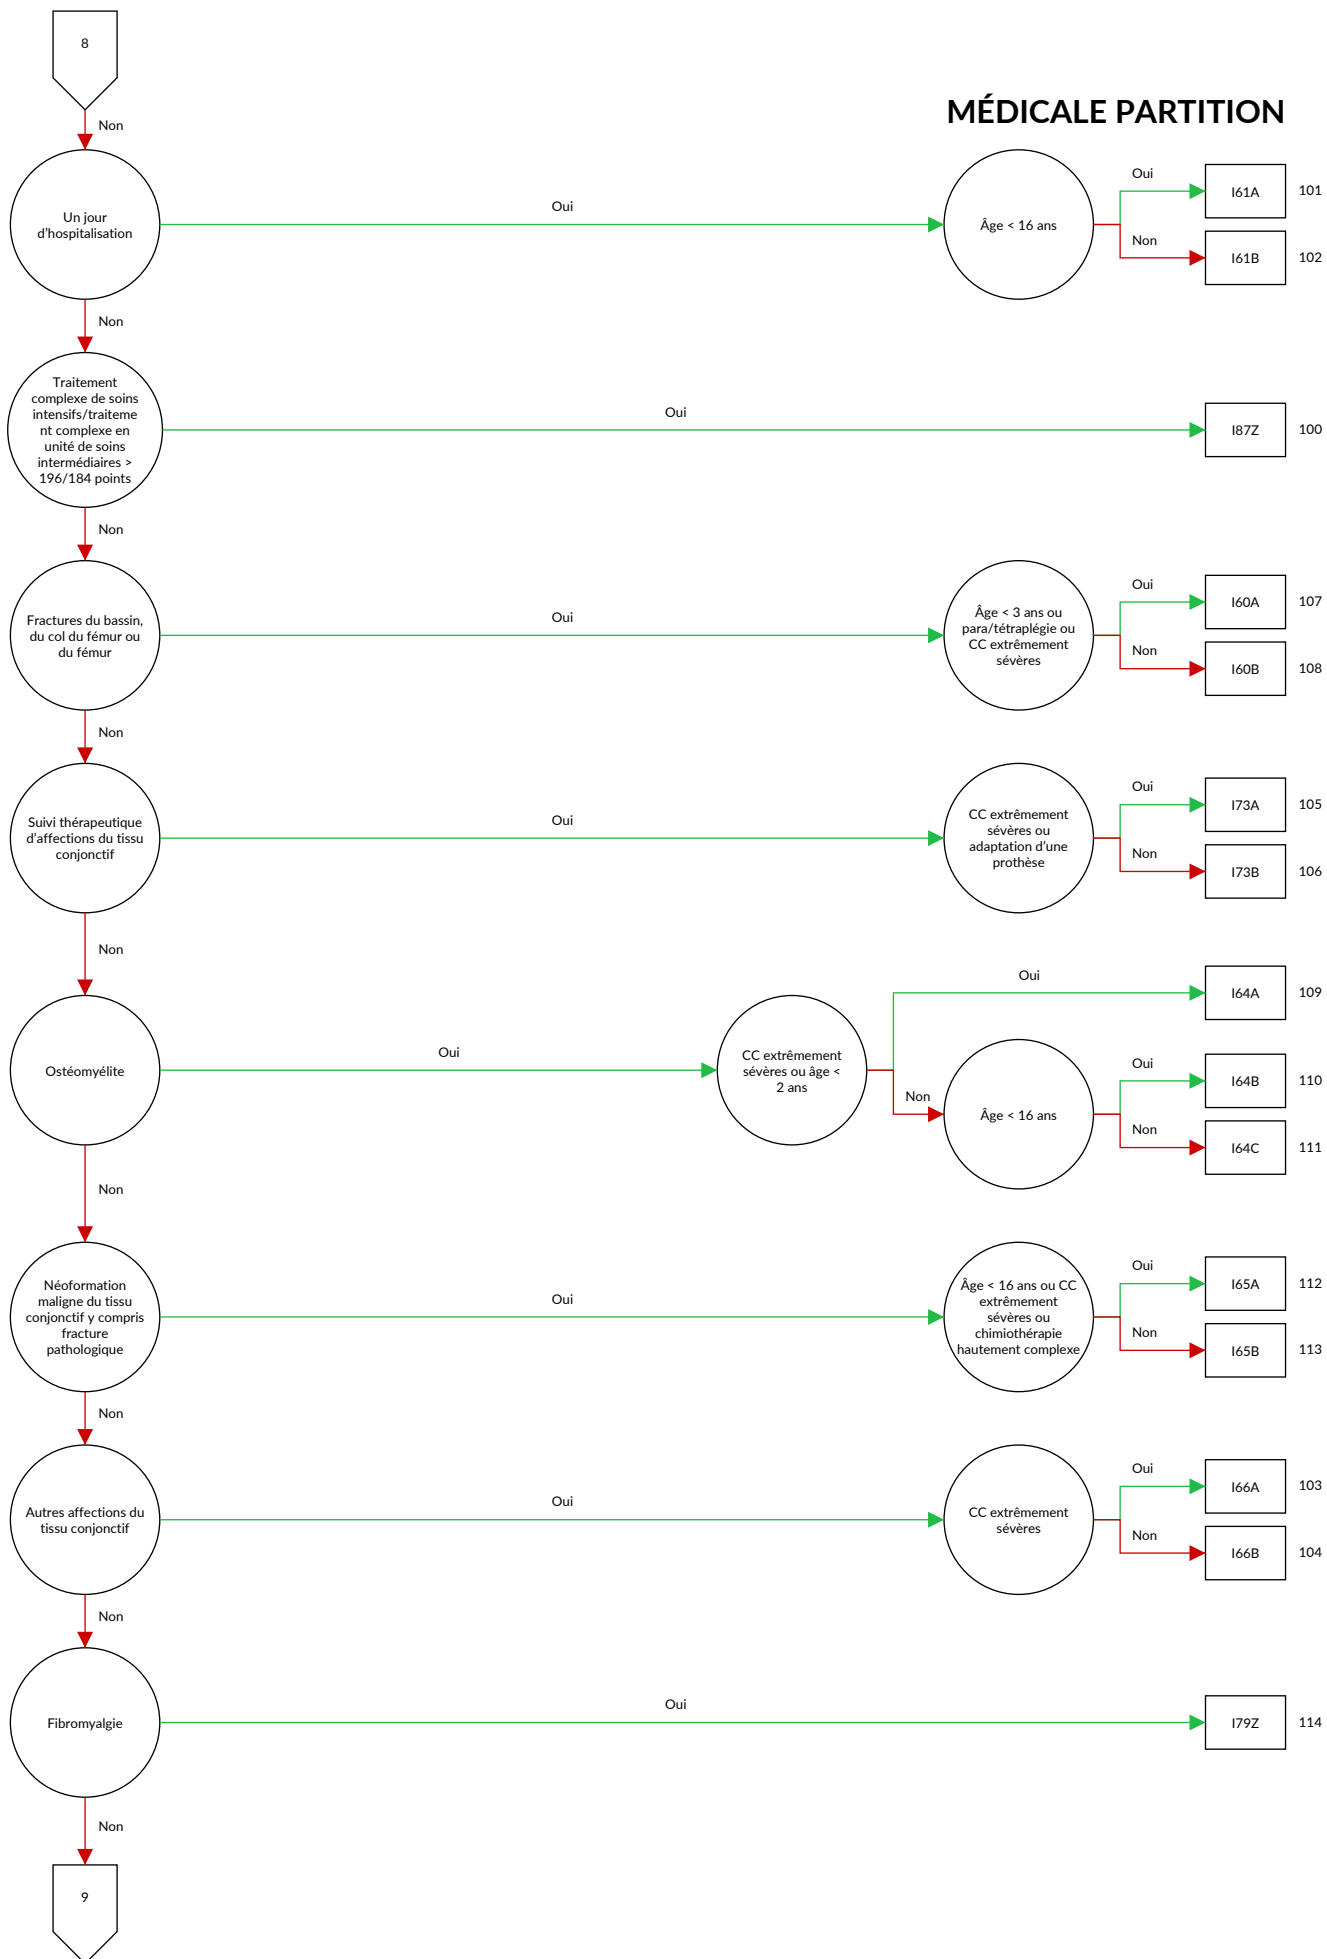 8
MÉDICALE PARTITION
Non
Un jour
d'hospitalisation
Oui
Âge < 16 ans
Oui
I61A
101
Non
I61B
102
Non
Traitement
complexe de soins
intensifs/traiteme
nt complexe en
unité de soins
intermédiaires >
196/184 points
Oui
I87Z
100
Non
Fractures du bassin,
du col du fémur ou
du fémur
Oui
Âge < 3 ans ou
para/tétraplégie ou
CC extrêmement
sévères
Oui
I60A
107
Non
I60B
108
Non
Suivi thérapeutique
d'affections du tissu
conjonctif
Oui
CC extrêmement
sévères ou
adaptation d'une
prothèse
Oui
I73A
105
Non
I73B
106
Non
Ostéomyélite
Oui
CC extrêmement
sévères ou âge <
2 ans
Oui
I64A
109
Non
Âge < 16 ans
Oui
I64B
110
Non
I64C
111
Non
Néoformation
maligne du tissu
conjonctif y compris
fracture
pathologique
Oui
Âge < 16 ans ou CC
extrêmement
sévères ou
chimiothérapie
hautement complexe
Oui
I65A
112
Non
I65B
113
Non
Autres affections du
tissu conjonctif
Oui
CC extrêmement
sévères
Oui
I66A
103
Non
I66B
104
Non
Fibromyalgie
Oui
I79Z
114
Non
9